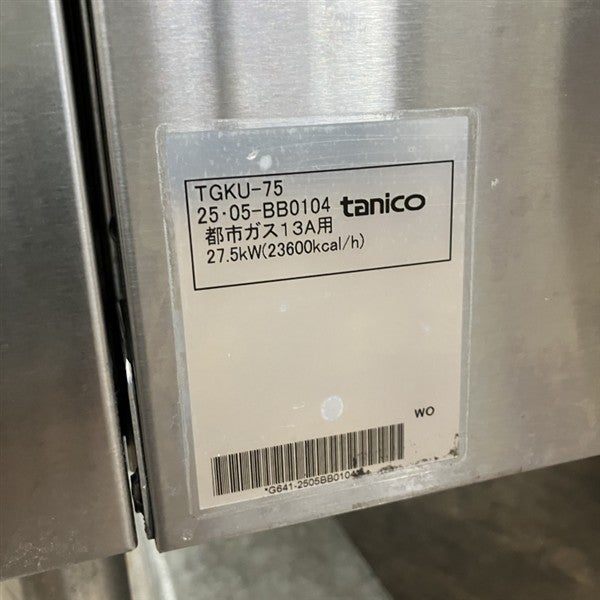 TGKU-75
25・05-BB0104 tanico
都市ガス13A用
27.5kW(23600kcal/h)
WO
*G641-2505BB0104